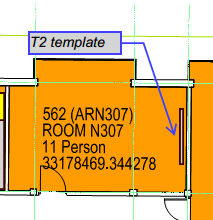 T2 template
562 (ARN307)
ROOM N307
11 Person
33178469.344278